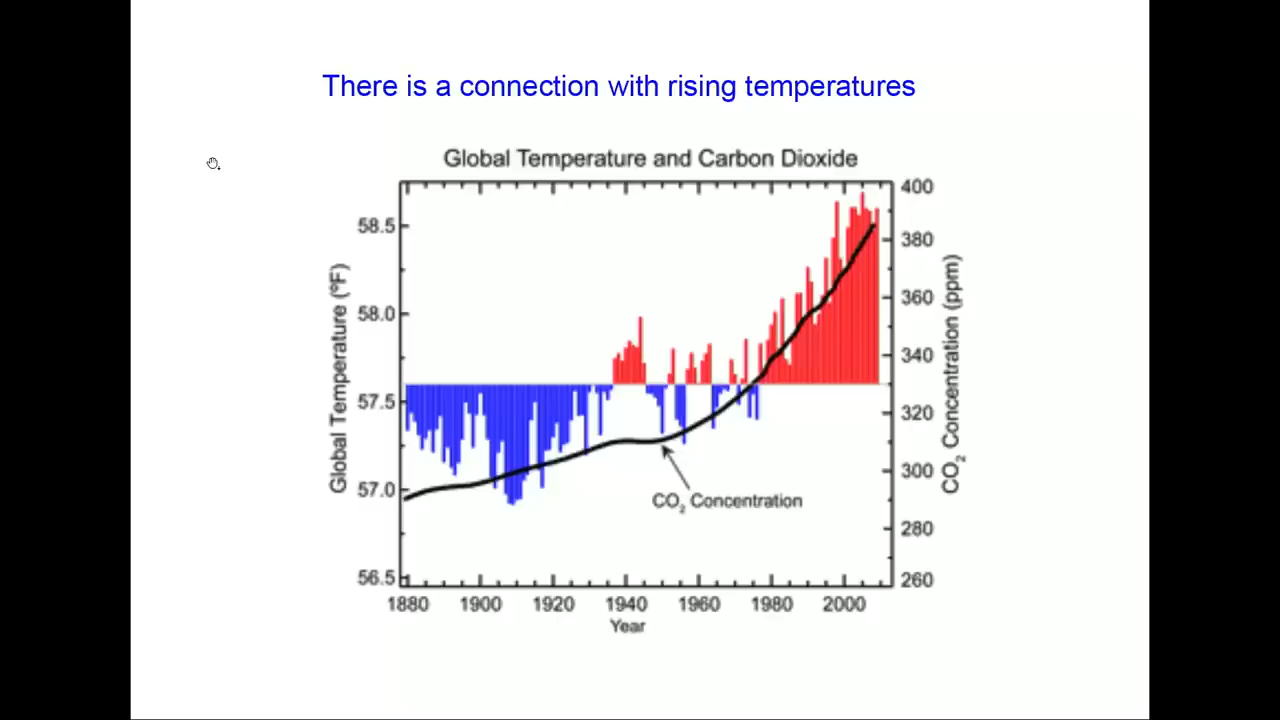 There is a connection with rising temperatures
Global Temperature and Carbon Dioxide
Global Temperature (ºF)
58.5
58.0
57.5
57.0
56.5
400
380
360
340
320
300
280
260
CO₂ Concentration (ppm)
CO₂ Concentration
1880 1900 1920 1940 1960 1980 2000
Year